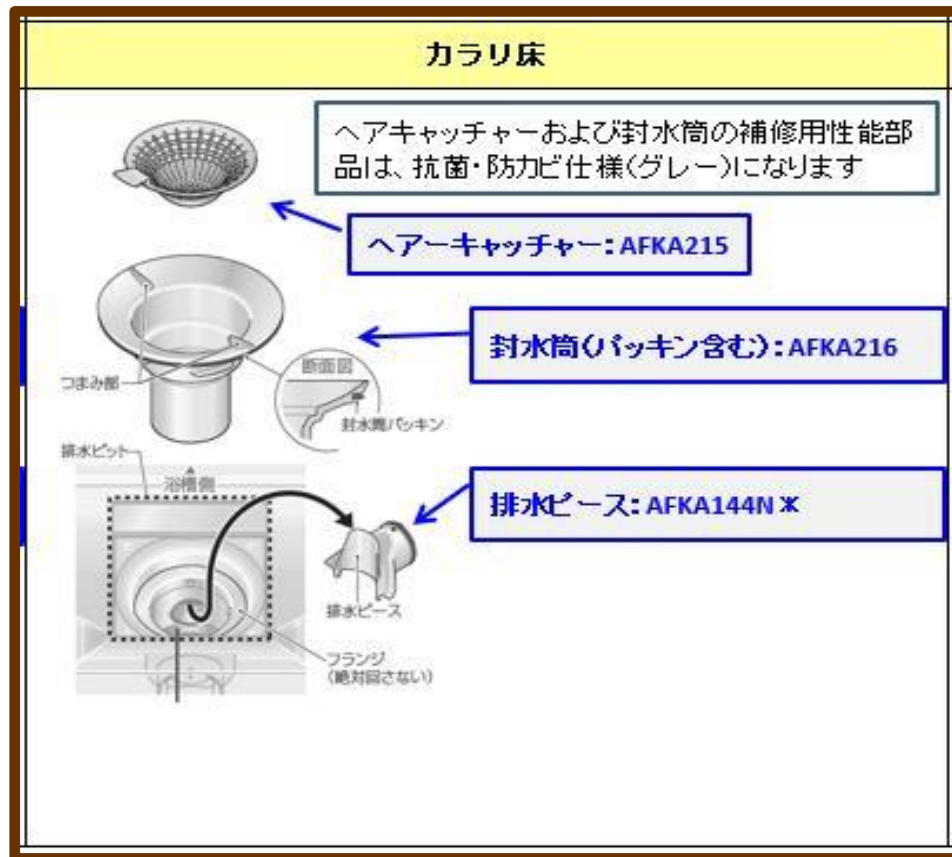 カラリ床
ヘアキャッチャーおよび封水筒の補修用性能部
品は、抗菌・防カビ仕様(グレー)になります
ヘアーキャッチャー:AFKA215
封水筒(パッキン含む):AFKA216
つまみ部
断面図
封水筒パッキン
排水ピット
浴槽側
排水ピース:AFKA144N※
排水ピース
フランジ
(絶対回さない)